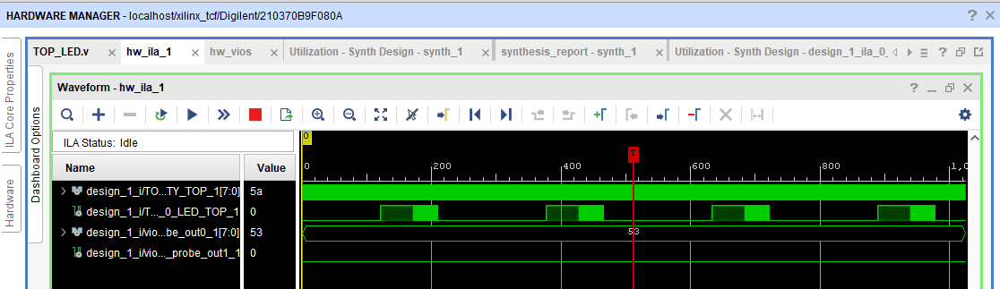 HARDWARE MANAGER - localhost/xilinx_tcf/Digilent/210370B9F080A
ILA Core Properties
Hardware
Dashboard Options
TOP_LED.v
hw_ila_1
hw_vios
Utilization - Synth Design - synth_1
synthesis_report - synth_1
Utilization - Synth Design - design_1_ila_0_
Waveform - hw_ila_1
ILA Status: Idle
Name Value
design_1_i/TO...TY_TOP_1[7:0] 5a
design_1_i/T..._0_LED_TOP_1 0
design_1_i/vio...be_out0_1[7:0] 53
design_1_i/vio..._probe_out1_1 0
0
T
0 200 400 600 800 1,0
53